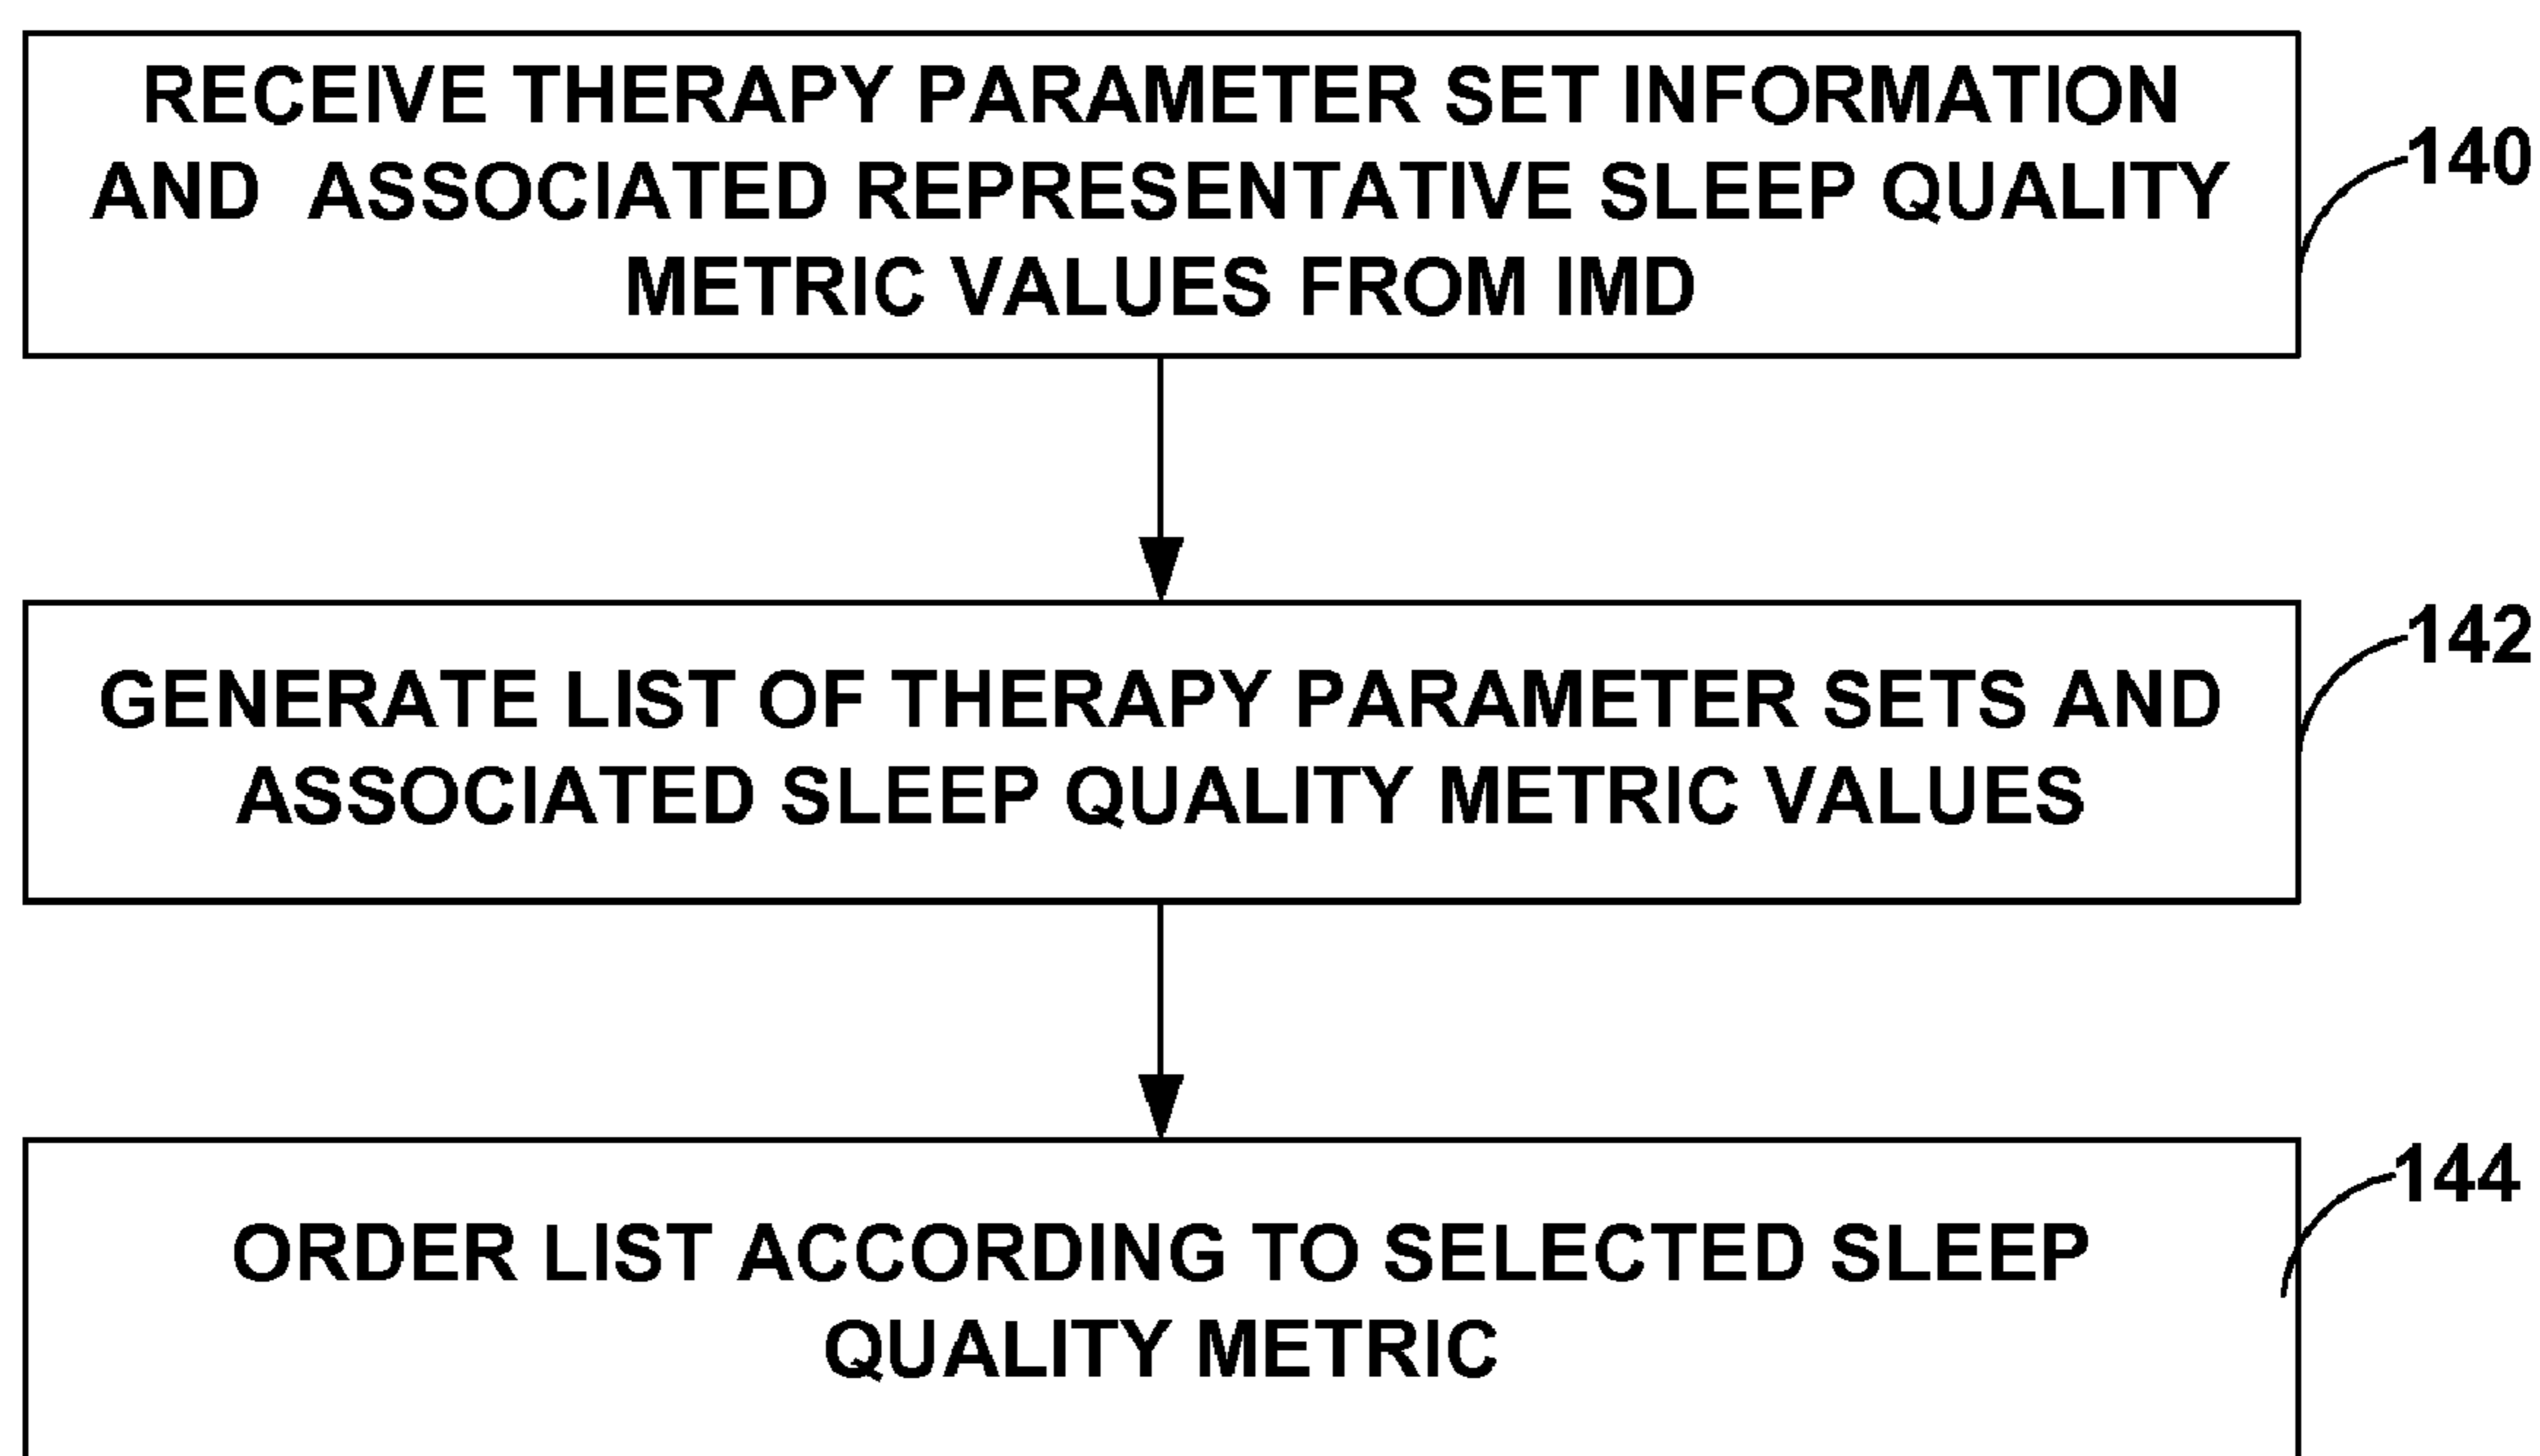 RECEIVE THERAPY PARAMETER SET INFORMATION
AND ASSOCIATED REPRESENTATIVE SLEEP QUALITY
METRIC VALUES FROM IMD
140
GENERATE LIST OF THERAPY PARAMETER SETS AND
ASSOCIATED SLEEP QUALITY METRIC VALUES
142
ORDER LIST ACCORDING TO SELECTED SLEEP
QUALITY METRIC
144